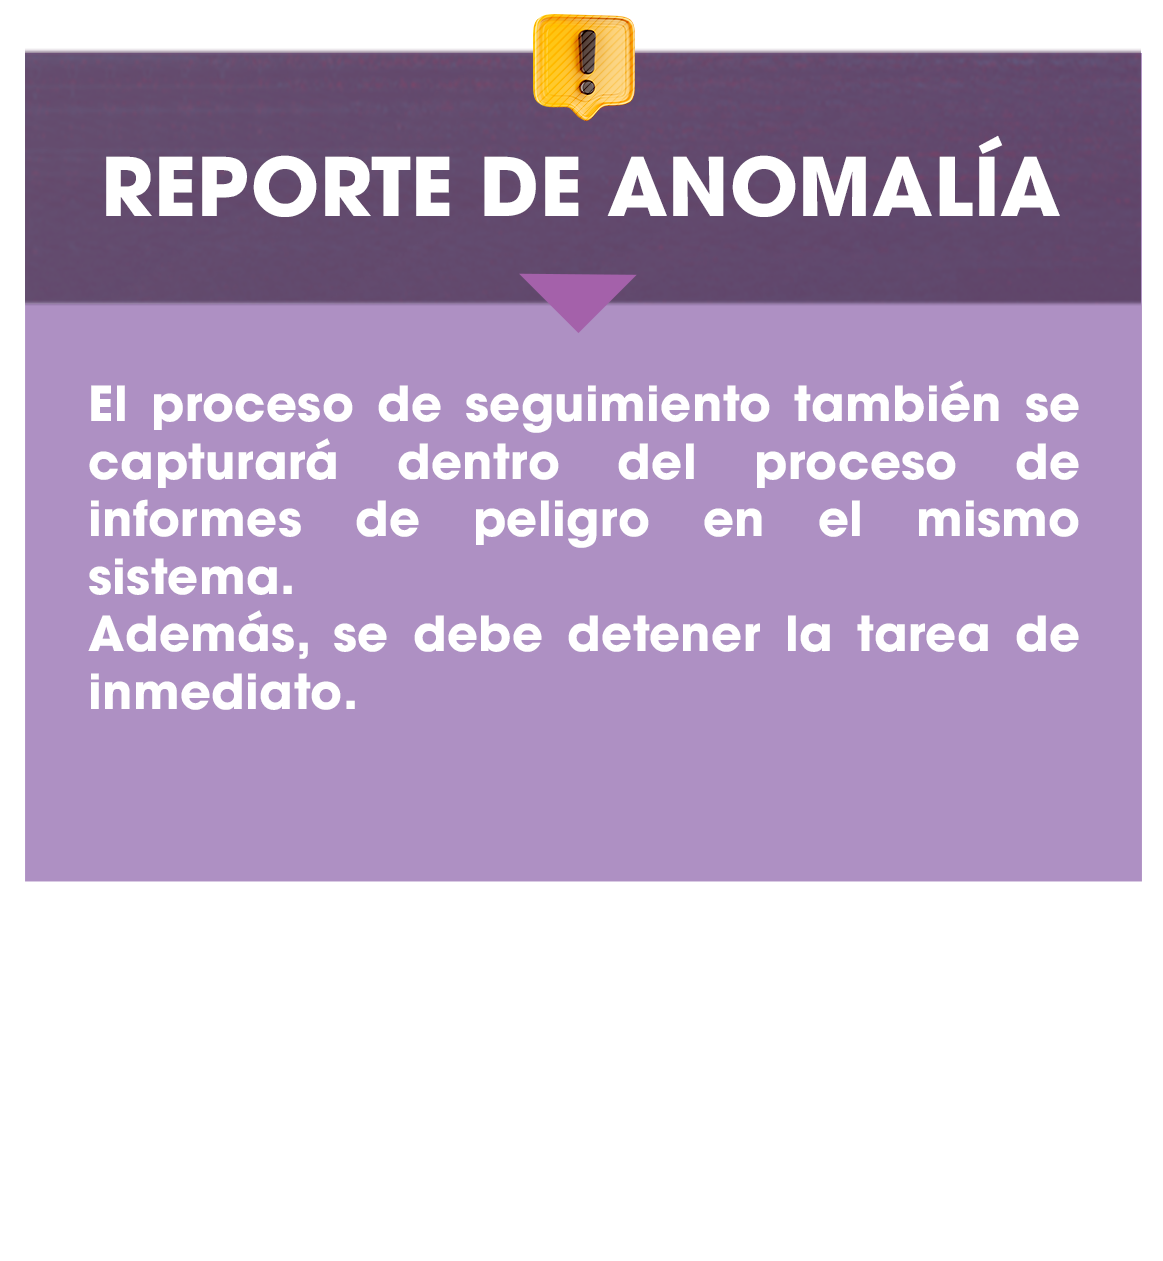 REPORTE DE ANOMALÍA
El proceso de seguimiento también se
capturará dentro del proceso de
informes de peligro en el mismo
sistema.
Además, se debe detener la tarea de
inmediato.